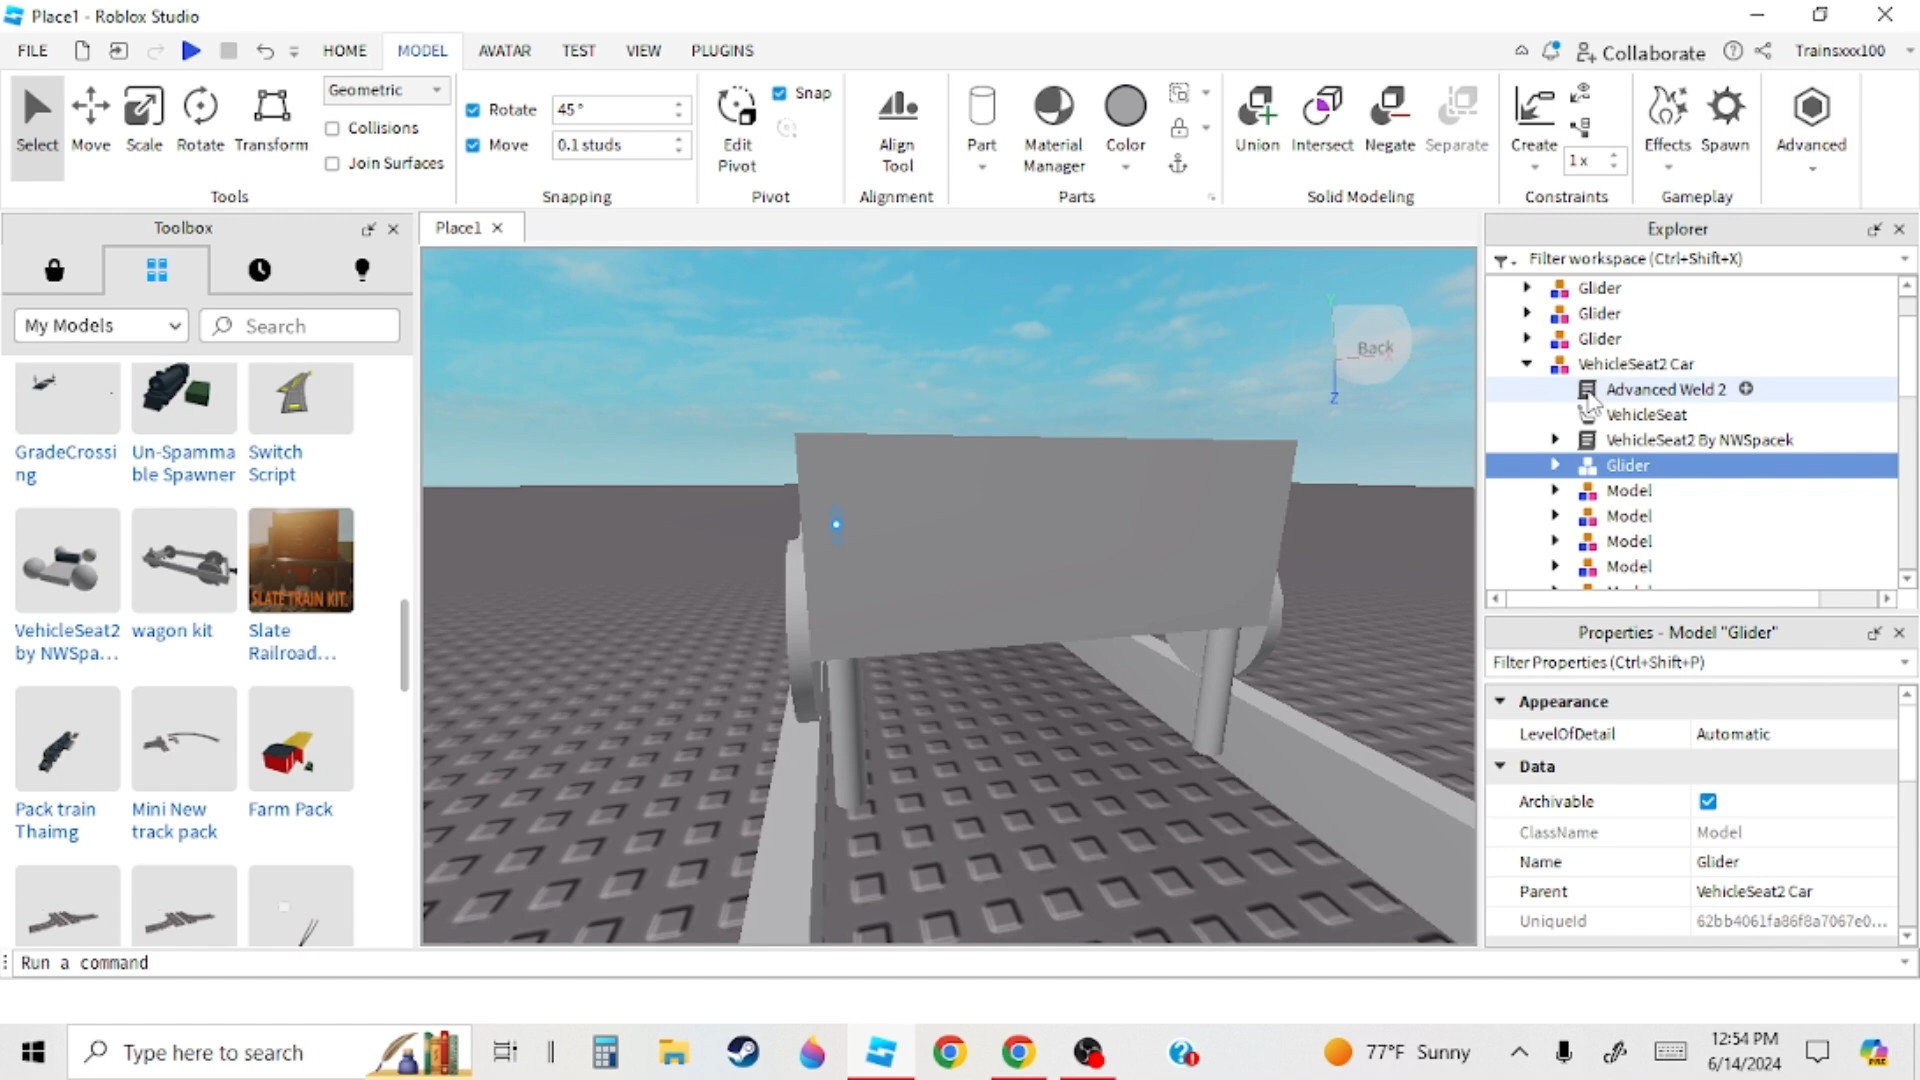 Place1 - Roblox Studio
FILE
HOME
MODEL
AVATAR
TEST
VIEW
PLUGINS
Collaborate
Trainsxxx100
Select
Move
Scale
Rotate
Transform
Geometric
Collisions
Join Surfaces
Tools
Rotate
45°
Move
0.1 studs
Snapping
Edit
Pivot
Snap
Pivot
Align
Tool
Alignment
Part
Material
Manager
Color
Parts
Union
Intersect
Negate
Separate
Solid Modeling
Create
1x
Constraints
Effects
Spawn
Gameplay
Advanced
Toolbox
My Models
Search
GradeCrossi
ng
Un-Spamma
ble Spawner
Switch
Script
VehicleSeat2
by NWSpa...
wagon kit
SLATE TRAIN KIT.
Slate
Railroad...
Pack train
Thaimg
Mini New
track pack
Farm Pack
Place1
Y
Back
Z
Explorer
Filter workspace (Ctrl+Shift+X)
Glider
Glider
Glider
VehicleSeat2 Car
Advanced Weld 2
VehicleSeat
VehicleSeat2 By NWSpacek
Glider
Model
Model
Model
Model
Properties - Model "Glider"
Filter Properties (Ctrl+Shift+P)
Appearance
LevelOfDetail
Automatic
Data
Archivable
ClassName
Model
Name
Glider
Parent
VehicleSeat2 Car
UniqueId
62bb4061fa86f8a7067e0...
Run a command
Type here to search
77°F Sunny
12:54 PM
6/14/2024
PRE